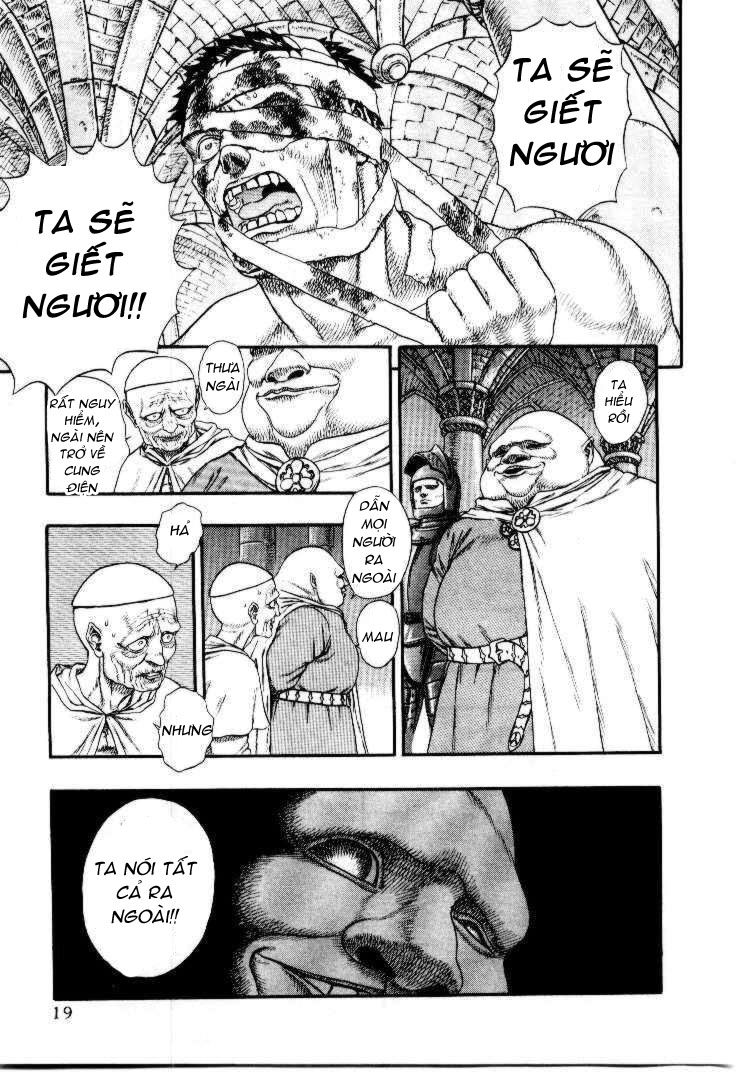 TA SẼ
GIẾT
NGƯƠI
TA SẼ
GIẾT
NGƯƠI!!
TA
HIỂU
RỒI
THƯA
NGÀI
RẤT NGUY
HIỂM,
NGÀI NÊN
TRỞ VỀ
CUNG
ĐIỆN
DẪN
MỌI
NGƯỜI
RA
NGOÀI
MAU
HẢ
NHƯNG
TA NÓI TẤT
CẢ RA
NGOÀI!!
19